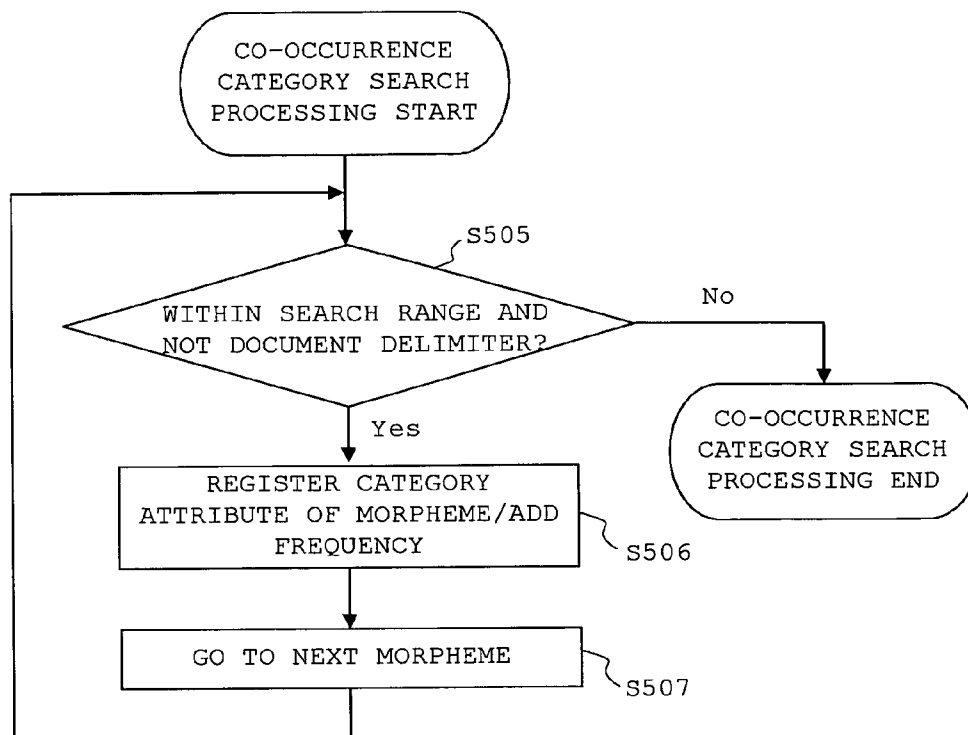 CO-OCCURRENCE
CATEGORY SEARCH
PROCESSING START
S505
WITHIN SEARCH RANGE AND
NOT DOCUMENT DELIMITER?
No
Yes
CO-OCCURRENCE
CATEGORY SEARCH
PROCESSING END
REGISTER CATEGORY
ATTRIBUTE OF MORPHEME/ADD
FREQUENCY
S506
GO TO NEXT MORPHEME
S507